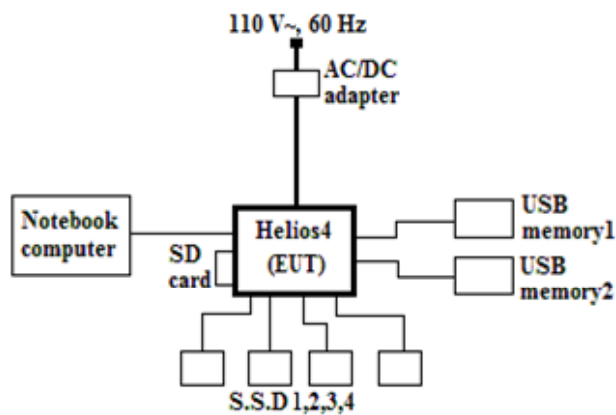 110 V~, 60 Hz
AC/DC
adapter
Notebook
computer
Helios4
(EUT)
SD
card
USB
memory1
USB
memory2
S.S.D 1,2,3,4